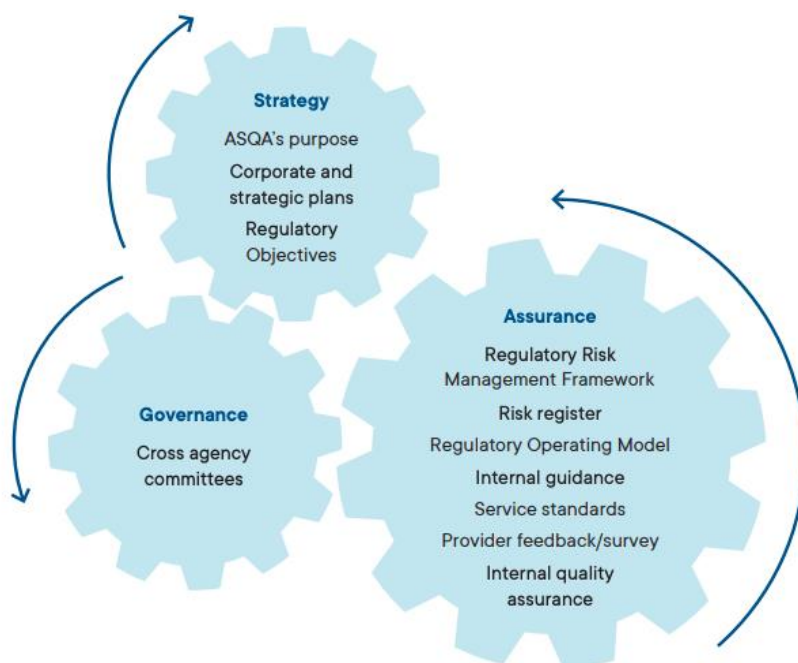 Strategy
ASQA's purpose
Corporate and
strategic plans
Regulatory
Objectives
Governance
Cross agency
committees
Assurance
Regulatory Risk
Management Framework
Risk register
Regulatory Operating Model
Internal guidance
Service standards
Provider feedback/survey
Internal quality
assurance